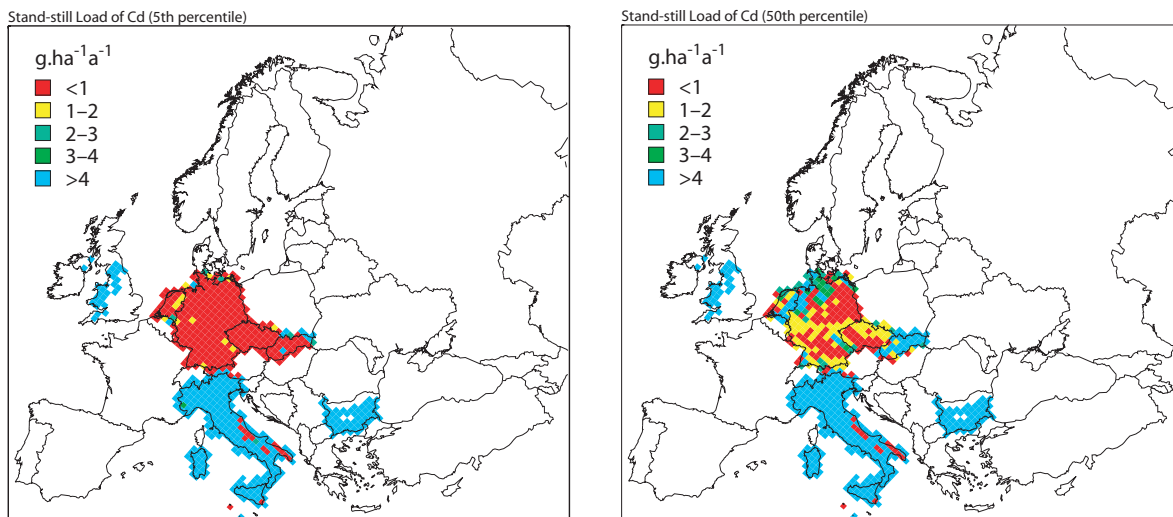 Stand-still Load of Cd (5th percentile)
g.ha⁻¹a⁻¹
<1
1–2
2–3
3–4
>4
Stand-still Load of Cd (50th percentile)
g.ha⁻¹a⁻¹
<1
1–2
2–3
3–4
>4